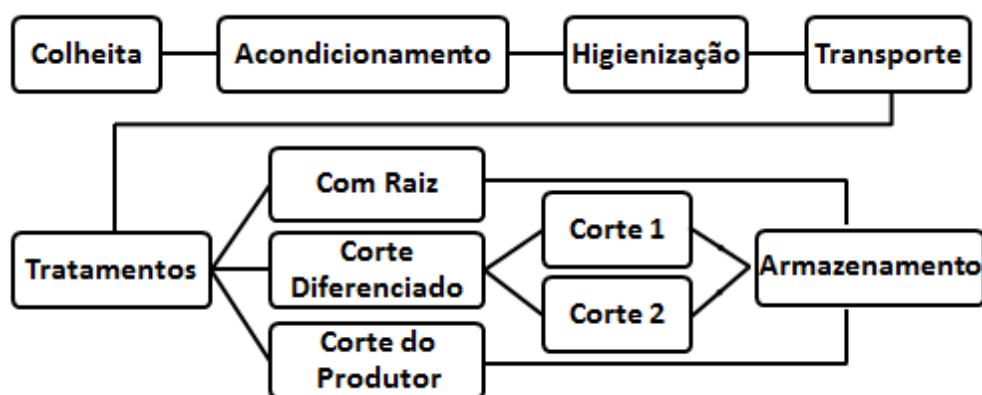 Colheita
Acondicionamento
Higienização
Transporte
Tratamentos
Com Raiz
Corte
Diferenciado
Corte do
Produtor
Corte 1
Corte 2
Armazenamento